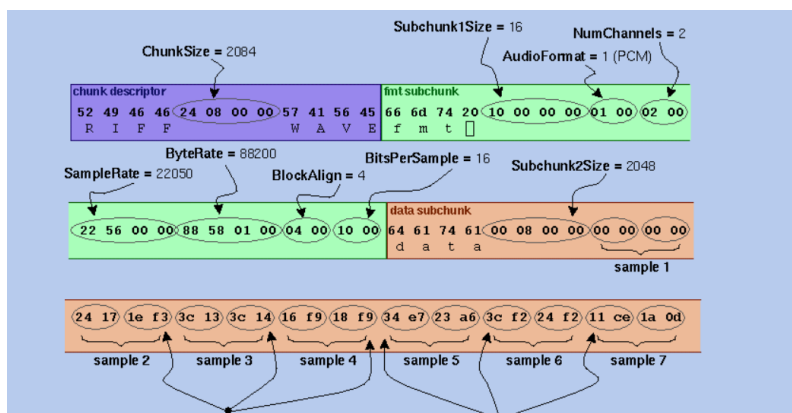 Subchunk1Size = 16
NumChannels = 2
ChunkSize = 2084
AudioFormat = 1 (PCM)
chunk descriptor
fmt subchunk
52 49 46 46 24 08 00 00 57 41 56 45 66 6d 74 20 10 00 00 00 01 00 02 00
R I F F W A V E f m t
ByteRate = 88200
BitsPerSample = 16
Subchunk2Size = 2048
SampleRate = 22050
BlockAlign = 4
data subchunk
22 56 00 00 88 58 01 00 04 00 10 00 64 61 74 61 00 08 00 00 00 00 00 00
d a t a
sample 1
24 17 1e f3 3c 13 3c 14 16 f9 18 f9 34 e7 23 a6 3c f2 24 f2 11 ce 1a 0d
sample 2 sample 3 sample 4 sample 5 sample 6 sample 7